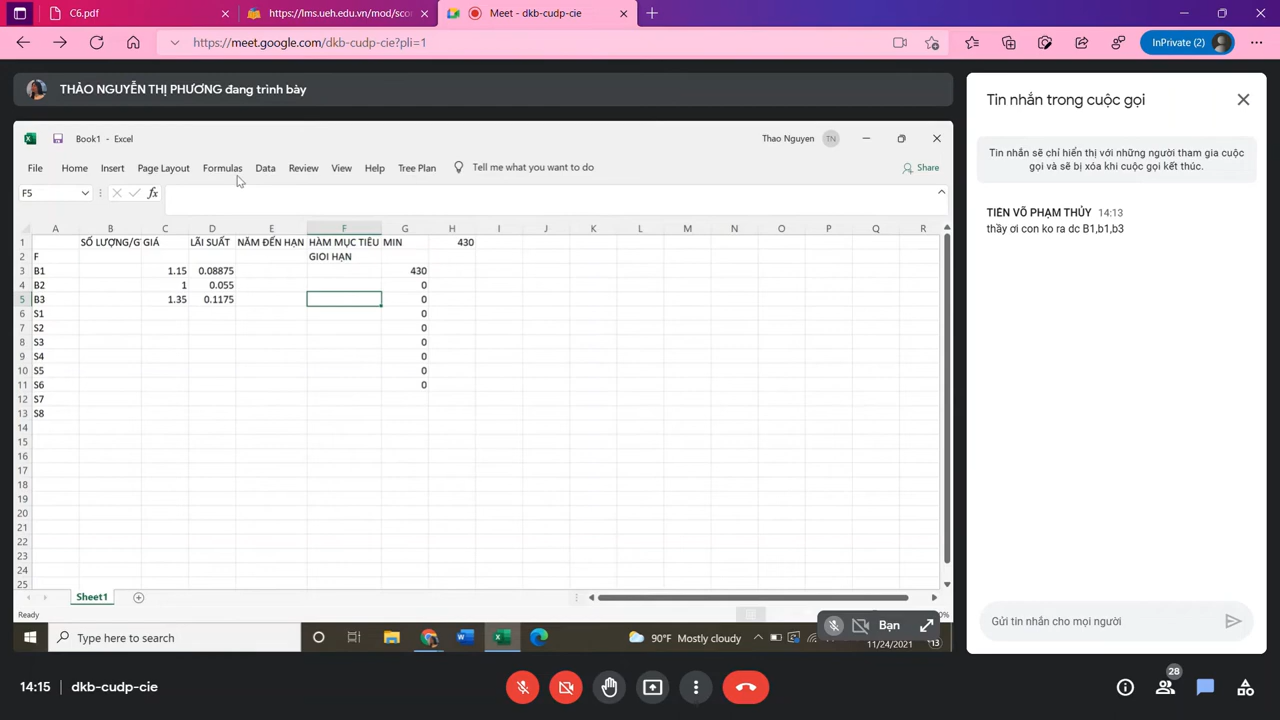 C6.pdf
https://lms.ueh.edu.vn/mod/sco
Meet - dkb-cudp-cie
https://meet.google.com/dkb-cudp-cie?pli=1
InPrivate (2)
THẢO NGUYỄN THỊ PHƯƠNG đang trình bày
Book1 - Excel
Thao Nguyen
TN
File Home Insert Page Layout Formulas Data Review View Help Tree Plan Tell me what you want to do Share
F5
fx
A B C D E F G H I J K L M N O P Q R
1 SỐ LƯỢNG/G GIÁ LÃI SUẤT NĂM ĐẾN HẠN HÀM MỤC TIÊU MIN 430
2 F GIOI HẠN
3 B1 1.15 0.08875 430
4 B2 1 0.055 0
5 B3 1.35 0.1175 0
6 S1 0
7 S2 0
8 S3 0
9 S4 0
10 S5 0
11 S6 0
12 S7
13 S8
14
15
16
17
18
19
20
21
22
23
24
25
Sheet1
Ready
Type here to search
90°F Mostly cloudy
11/24/2021
Bạn
Tin nhắn trong cuộc gọi
Tin nhắn sẽ chỉ hiển thị với những người tham gia cuộc
gọi và sẽ bị xóa khi cuộc gọi kết thúc.
TIÊN VÕ PHẠM THỦY 14:13
thầy ơi con ko ra dc B1,b1,b3
Gửi tin nhắn cho mọi người
14:15
dkb-cudp-cie
28